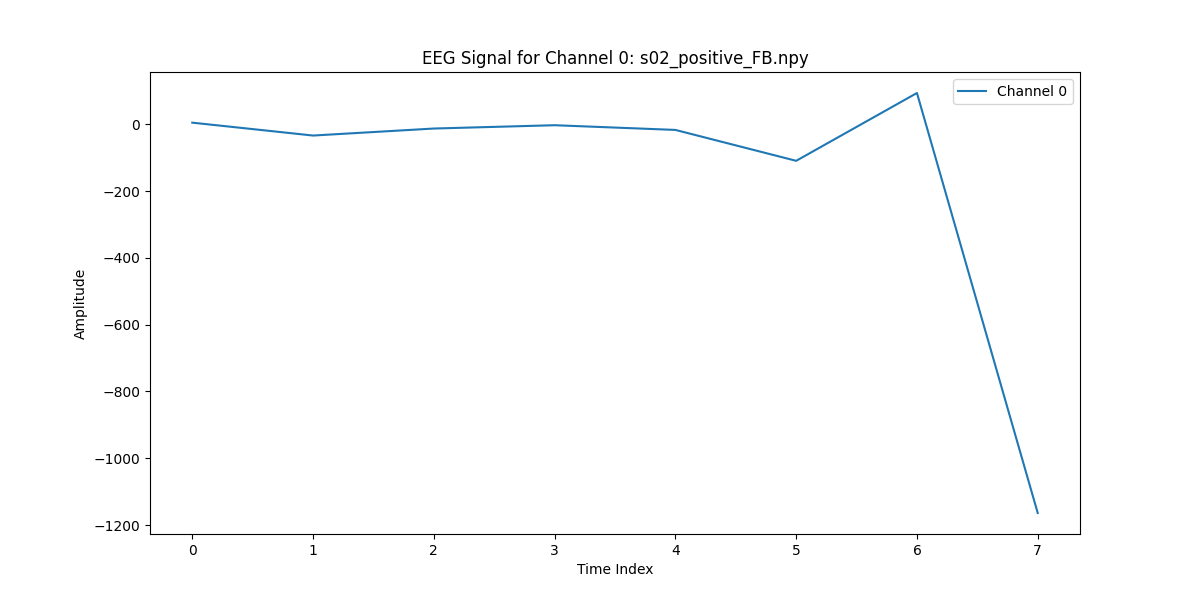 EEG Signal for Channel 0: s02_positive_FB.npy
Channel 0
Amplitude
0
−200
−400
−600
−800
−1000
−1200
0 1 2 3 4 5 6 7
Time Index